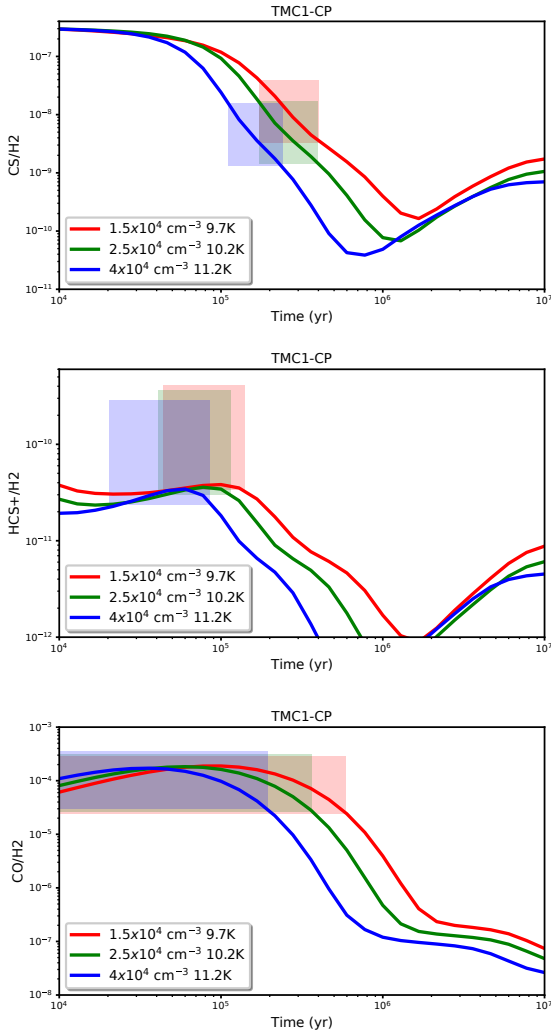 TMC1-CP
10⁻⁷
10⁻⁸
10⁻⁹
10⁻¹⁰
10⁻¹¹
CS/H2
1.5x10⁴ cm⁻³ 9.7K
2.5x10⁴ cm⁻³ 10.2K
4x10⁴ cm⁻³ 11.2K
10⁴ 10⁵ 10⁶ 10⁷
Time (yr)
TMC1-CP
10⁻¹⁰
10⁻¹¹
10⁻¹²
HCS+/H2
1.5x10⁴ cm⁻³ 9.7K
2.5x10⁴ cm⁻³ 10.2K
4x10⁴ cm⁻³ 11.2K
10⁴ 10⁵ 10⁶ 10⁷
Time (yr)
TMC1-CP
10⁻³
10⁻⁴
10⁻⁵
10⁻⁶
10⁻⁷
10⁻⁸
CO/H2
1.5x10⁴ cm⁻³ 9.7K
2.5x10⁴ cm⁻³ 10.2K
4x10⁴ cm⁻³ 11.2K
10⁴ 10⁵ 10⁶ 10⁷
Time (yr)